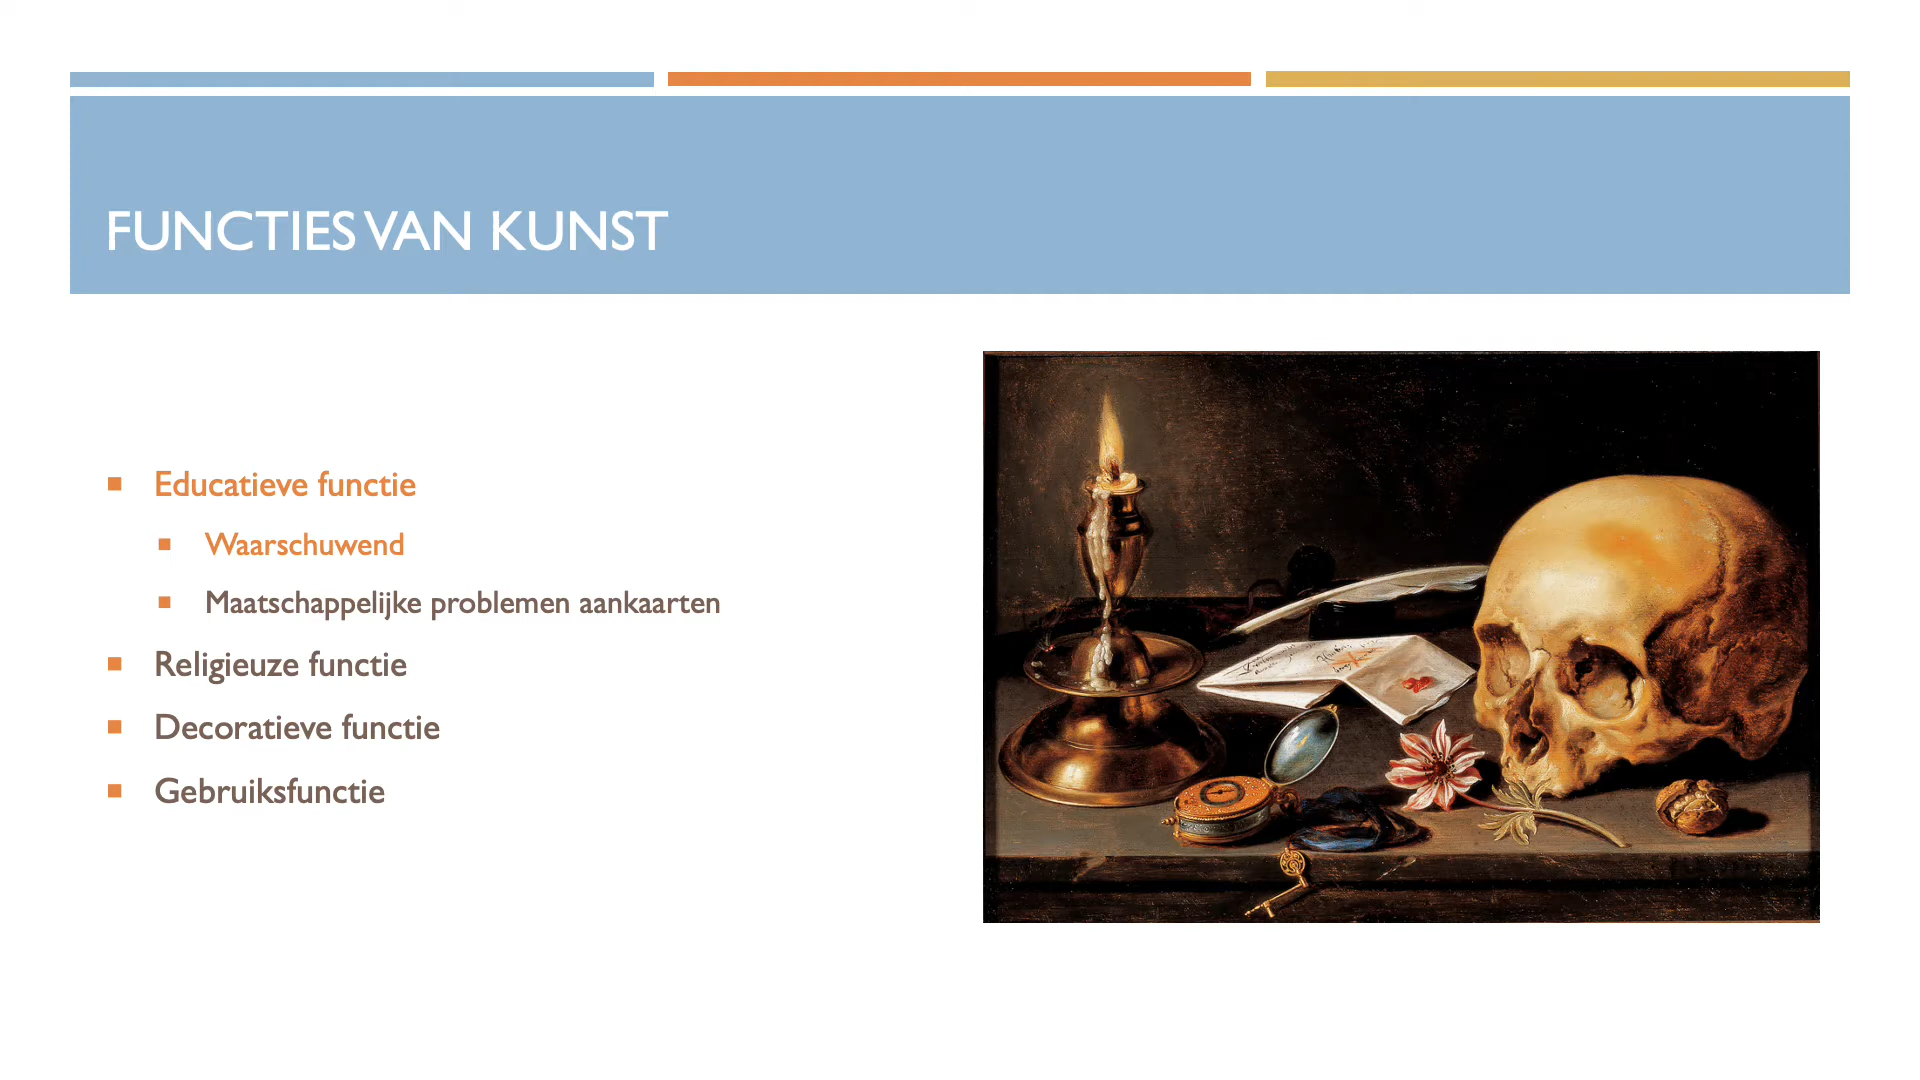 FUNCTIES VAN KUNST
Educatieve functie
Waarschuwend
Maatschappelijke problemen aankaarten
Religieuze functie
Decoratieve functie
Gebruiksfunctie